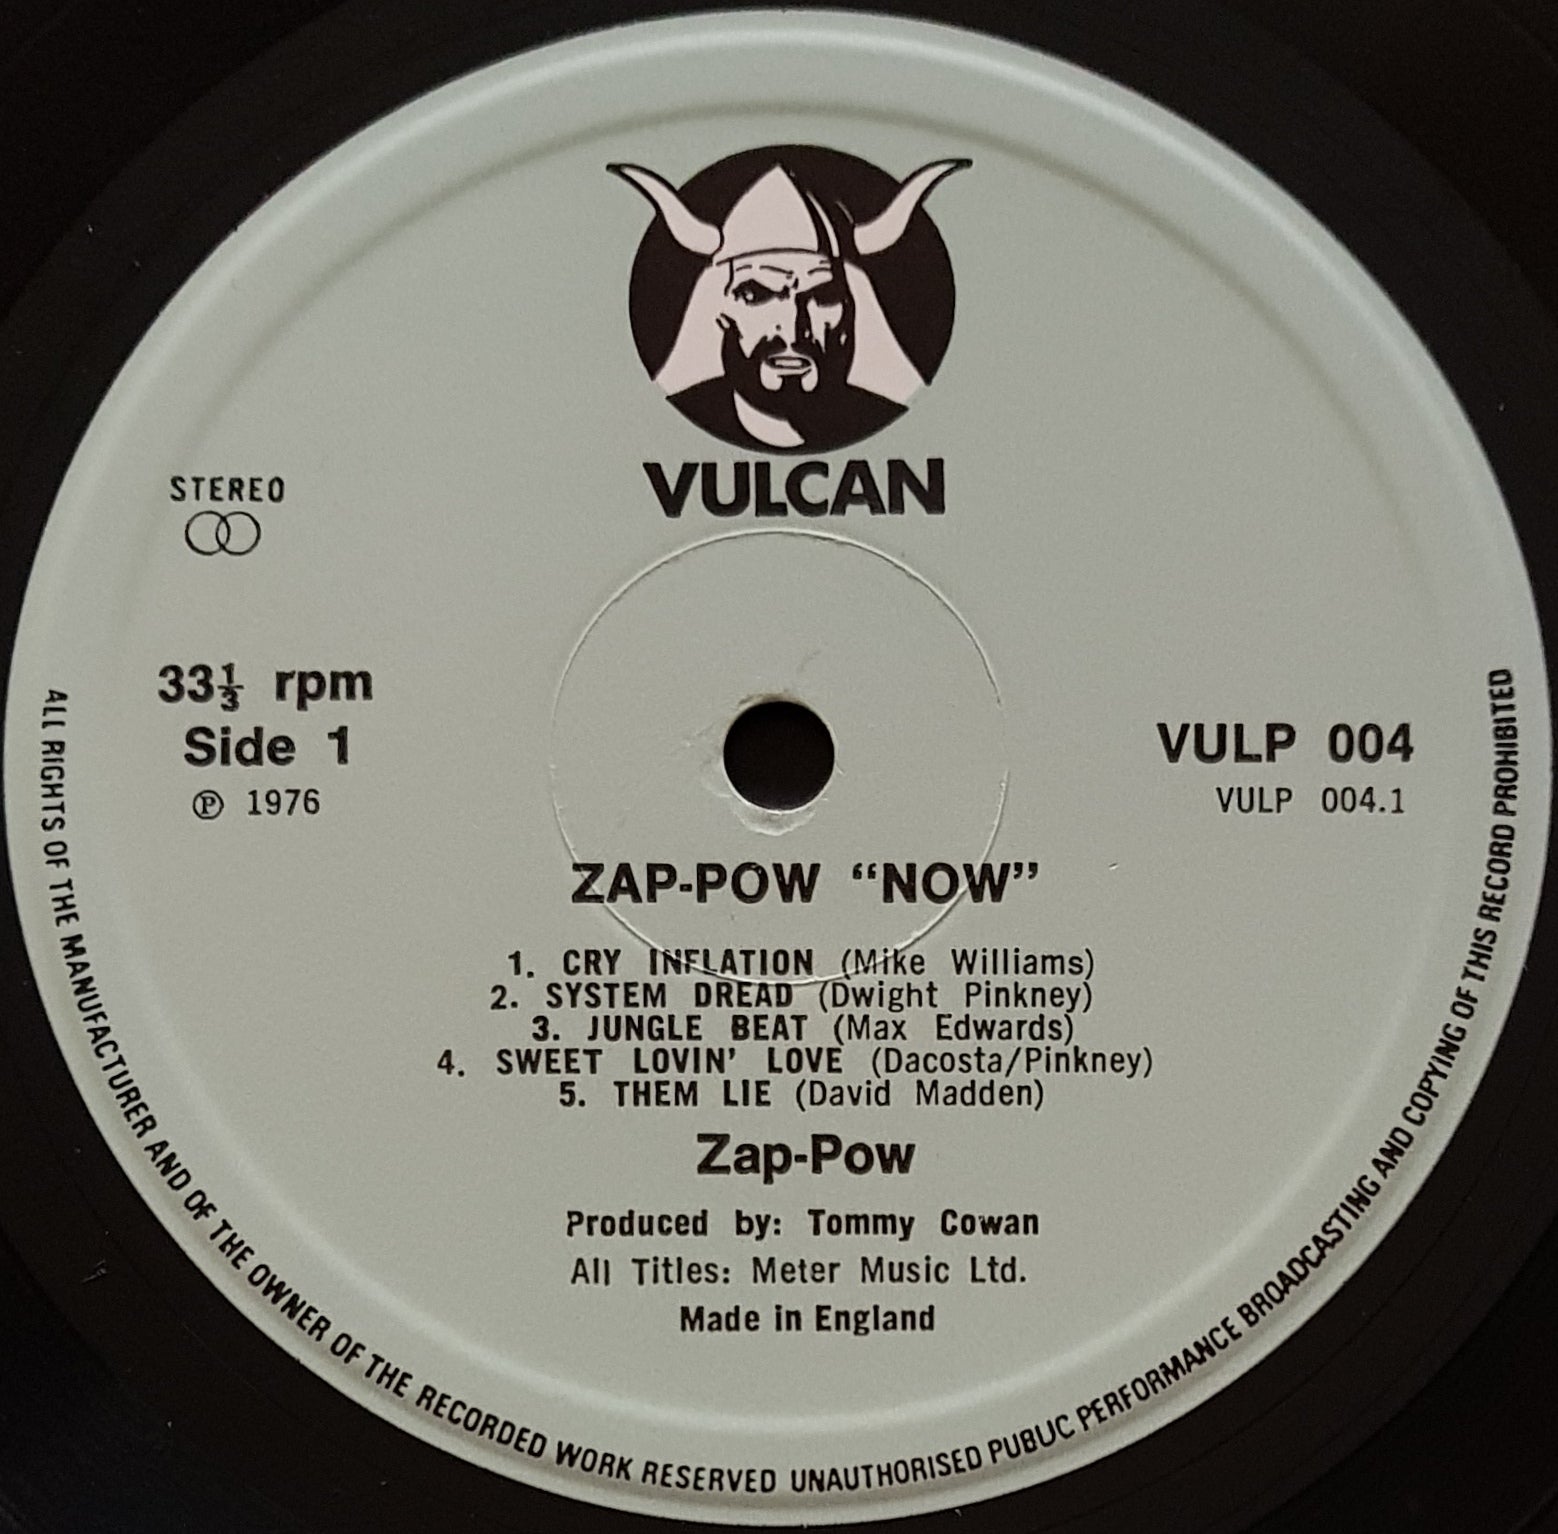 VULCAN
STEREO
33⅓ rpm
Side 1
Ⓟ 1976
VULP 004
VULP 004.1
ZAP-POW “NOW”
1. CRY INFLATION (Mike Williams)
2. SYSTEM DREAD (Dwight Pinkney)
3. JUNGLE BEAT (Max Edwards)
4. SWEET LOVIN’ LOVE (Dacosta/Pinkney)
5. THEM LIE (David Madden)
Zap-Pow
Produced by: Tommy Cowan
All Titles: Meter Music Ltd.
Made in England
ALL RIGHTS OF THE MANUFACTURER AND OF THE OWNER OF THE RECORDED WORK RESERVED UNAUTHORISED PUBLIC PERFORMANCE BROADCASTING AND COPYING OF THIS RECORD PROHIBITED